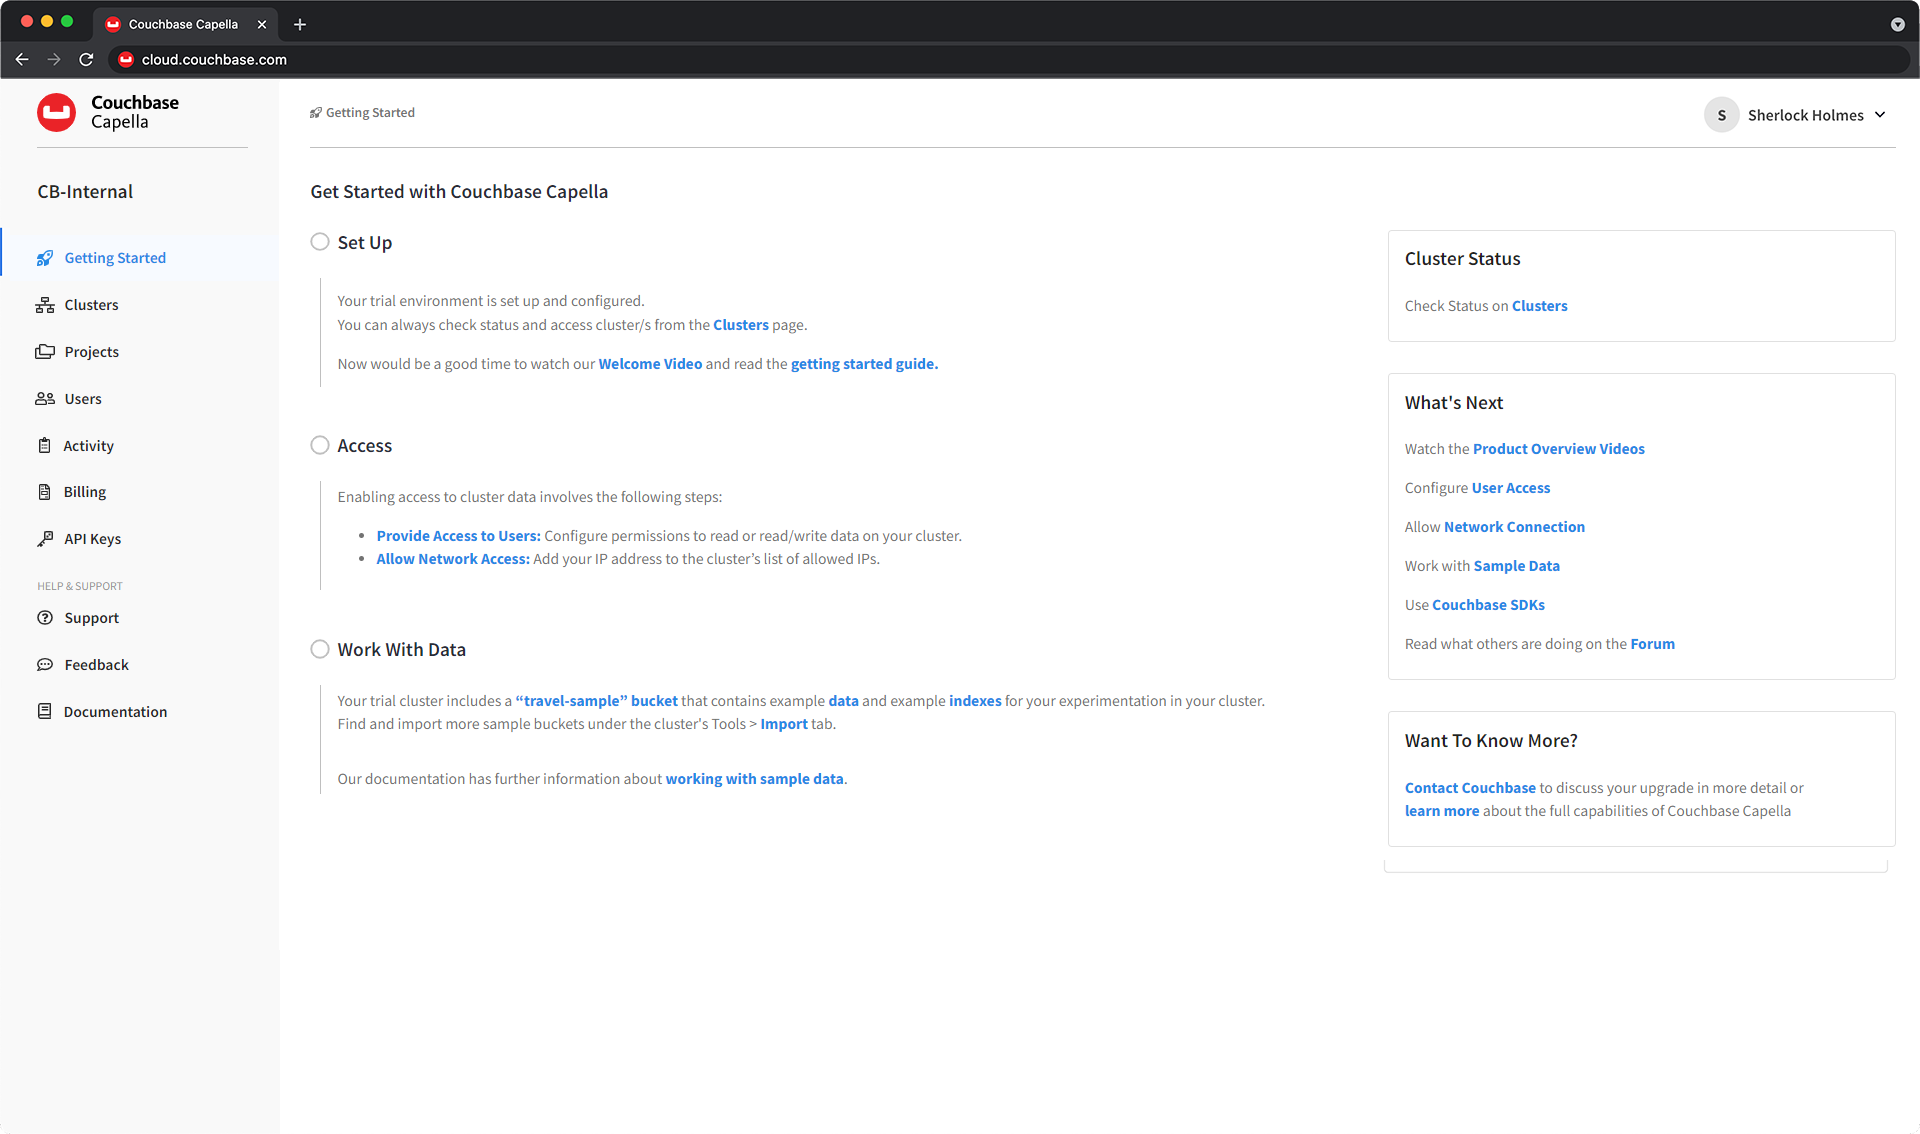 Couchbase Capella
cloud.couchbase.com
Couchbase
Capella
CB-Internal
Getting Started
Clusters
Projects
Users
Activity
Billing
API Keys
HELP & SUPPORT
Support
Feedback
Documentation
Getting Started
S Sherlock Holmes
Get Started with Couchbase Capella
Set Up
Your trial environment is set up and configured.
You can always check status and access cluster/s from the Clusters page.
Now would be a good time to watch our Welcome Video and read the getting started guide.
Access
Enabling access to cluster data involves the following steps:
• Provide Access to Users: Configure permissions to read or read/write data on your cluster.
• Allow Network Access: Add your IP address to the cluster’s list of allowed IPs.
Work With Data
Your trial cluster includes a “travel-sample” bucket that contains example data and example indexes for your experimentation in your cluster.
Find and import more sample buckets under the cluster's Tools > Import tab.
Our documentation has further information about working with sample data.
Cluster Status
Check Status on Clusters
What's Next
Watch the Product Overview Videos
Configure User Access
Allow Network Connection
Work with Sample Data
Use Couchbase SDKs
Read what others are doing on the Forum
Want To Know More?
Contact Couchbase to discuss your upgrade in more detail or
learn more about the full capabilities of Couchbase Capella